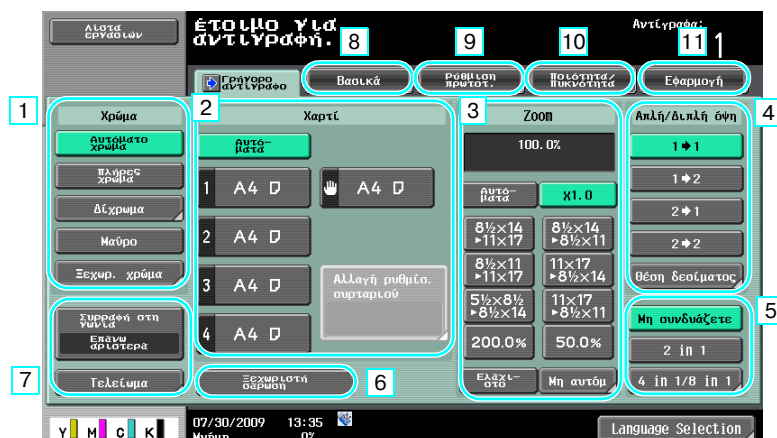 Λίστα
εργασιών
έτοιμο για
αντιγραφή.
Αντίγραφα:
1
8
9
10
11
Γρήγορο
αντίγραφο
Βασικά
Ρύθμιση
πρωτοτ.
Ποιότητα/
πυκνότητα
Εφαρμογή
1
Χρώμα
Αυτόματο
χρώμα
Πλήρες
χρώμα
Δίχρωμα
Μαύρο
Ξεχωρ. χρώμα
2
Χαρτί
Αυτό-
ματα
1 A4
A4
2 A4
3 A4
4 A4
Αλλαγή ρυθμίσ.
συρταριού
3
Zoom
100.0%
Αυτό-
ματα
X1.0
8½×14
▸11×17
8½×14
▸8½×11
8½×11
▸11×17
11×17
▸8½×14
5½×8½
▸8½×14
11×17
▸8½×11
200.0%
50.0%
Ελάχι-
στο
Μη αυτόμ
4
Απλή/Διπλή όψη
1➧1
1➧2
2➧1
2➧2
Θέση δεσίματος
5
Μη συνδυάζετε
2 in 1
4 in 1/8 in 1
Συρραφή στη
γωνία
Επάνω
αριστερά
7
Τελείωμα
Ξεχωριστή
σάρωση
6
Y M C K
07/30/2009 13:35
Μνήμη 0%
Language Selection